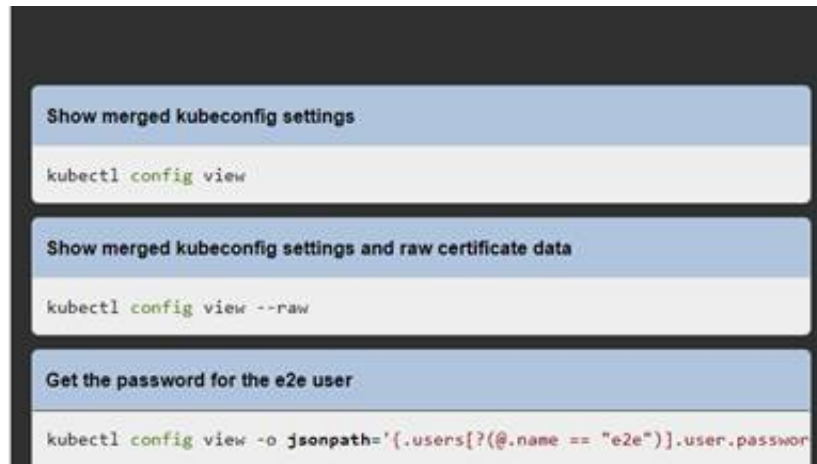 Show merged kubeconfig settings
kubectl config view
Show merged kubeconfig settings and raw certificate data
kubectl config view --raw
Get the password for the e2e user
kubectl config view -o jsonpath='{.users[?(@.name == "e2e")].user.passwor